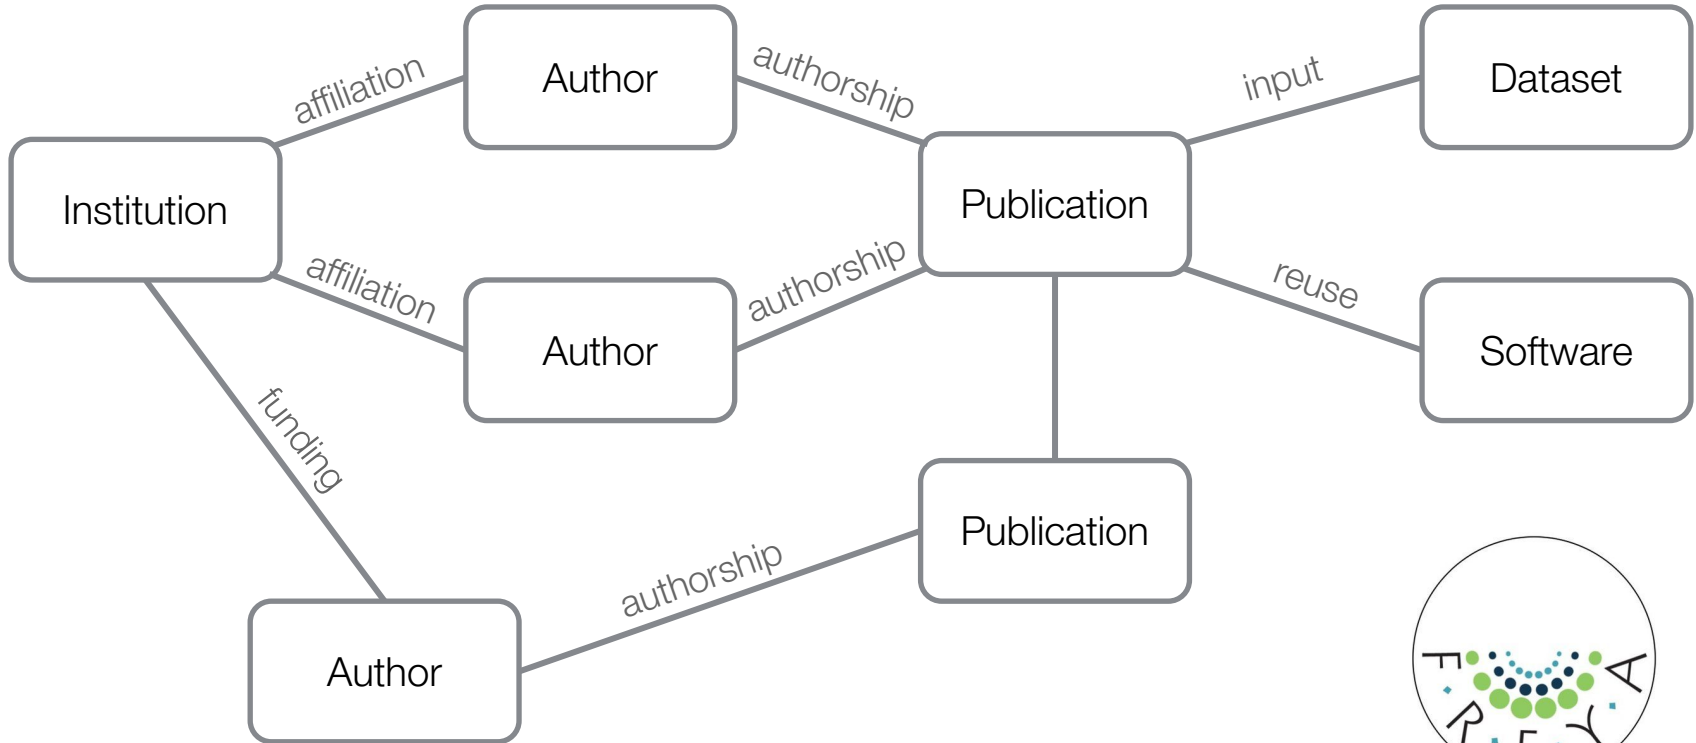 Author
Dataset
affiliation
authorship
input
Institution
Publication
affiliation
authorship
reuse
Author
Software
funding
Publication
authorship
Author
FREYA